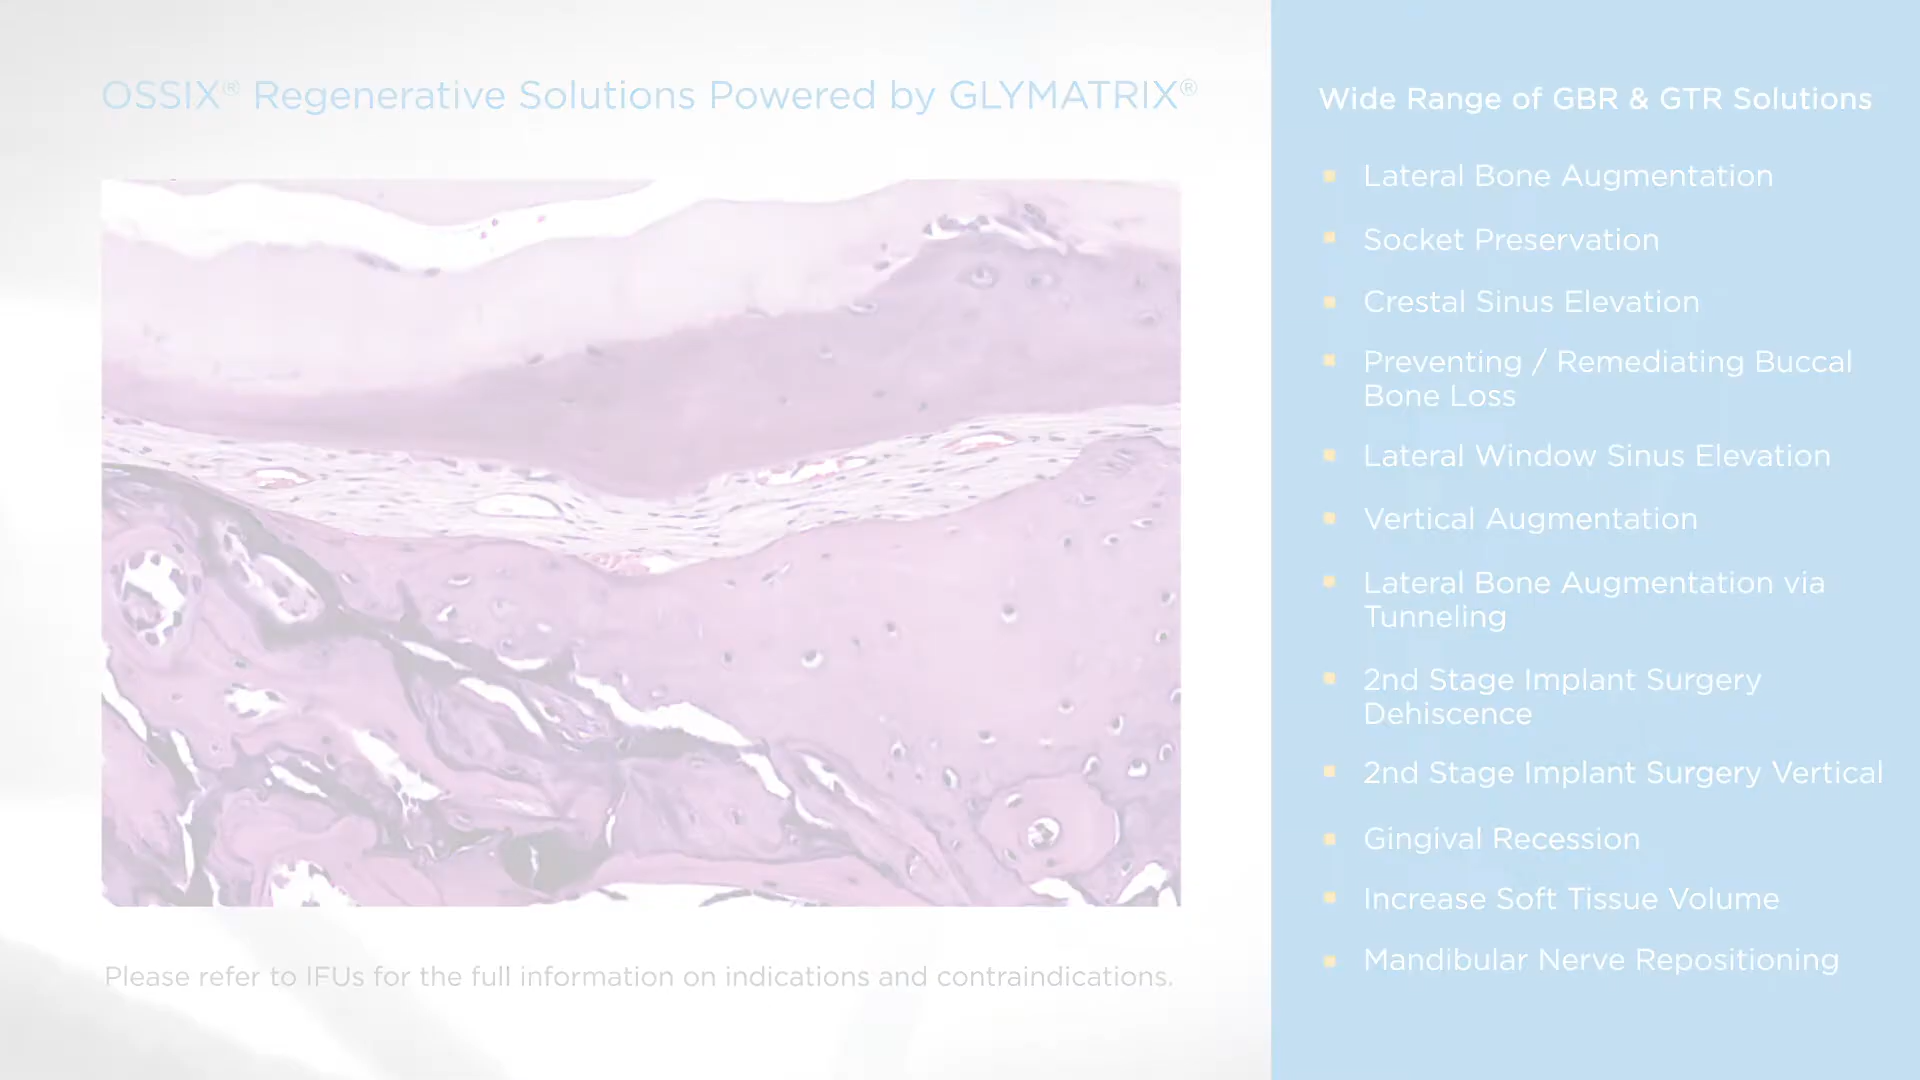 OSSIX® Regenerative Solutions Powered by GLYMATRIX®
Please refer to IFUs for the full information on indications and contraindications.
Wide Range of GBR & GTR Solutions
Lateral Bone Augmentation
Socket Preservation
Crestal Sinus Elevation
Preventing / Remediating Buccal
Bone Loss
Lateral Window Sinus Elevation
Vertical Augmentation
Lateral Bone Augmentation via
Tunneling
2nd Stage Implant Surgery
Dehiscence
2nd Stage Implant Surgery Vertical
Gingival Recession
Increase Soft Tissue Volume
Mandibular Nerve Repositioning